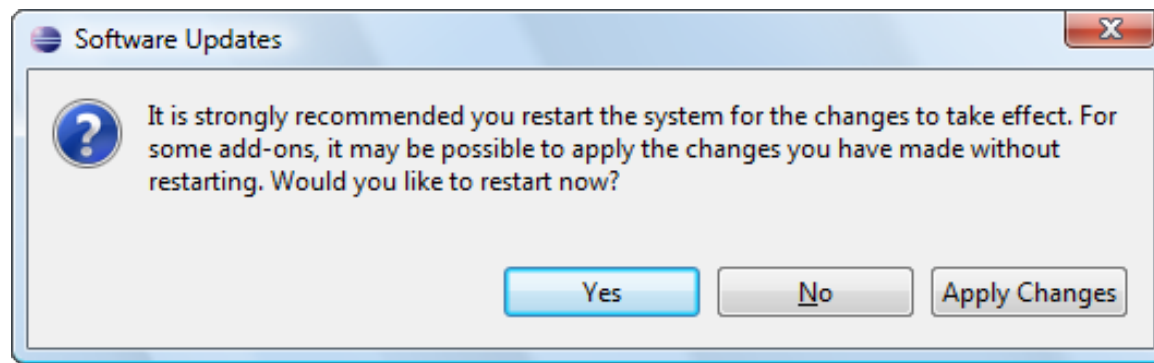 Software Updates
It is strongly recommended you restart the system for the changes to take effect. For
some add-ons, it may be possible to apply the changes you have made without
restarting. Would you like to restart now?
Yes No Apply Changes